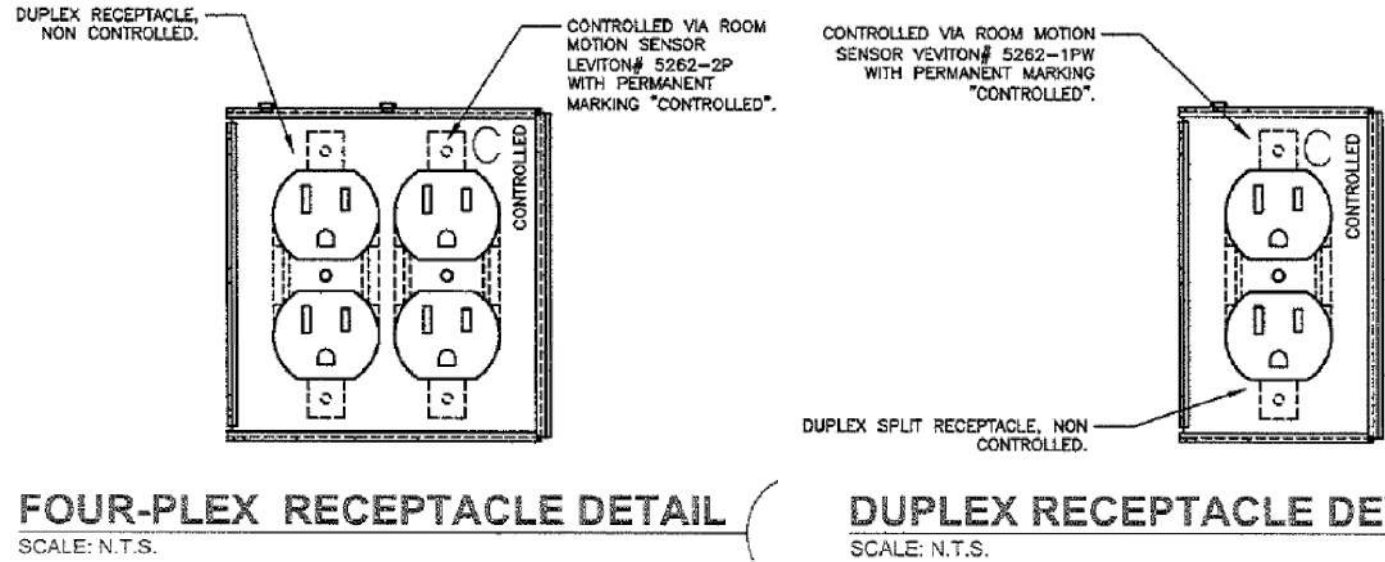 DUPLEX RECEPTACLE,
NON CONTROLLED.
CONTROLLED VIA ROOM
MOTION SENSOR
LEVITON# 5262-2P
WITH PERMANENT
MARKING "CONTROLLED".
C
CONTROLLED
FOUR-PLEX RECEPTACLE DETAIL
SCALE: N.T.S.
CONTROLLED VIA ROOM MOTION
SENSOR VEVITON# 5262-1PW
WITH PERMANENT MARKING
"CONTROLLED".
C
CONTROLLED
DUPLEX SPLIT RECEPTACLE, NON
CONTROLLED.
DUPLEX RECEPTACLE DE
SCALE: N.T.S.